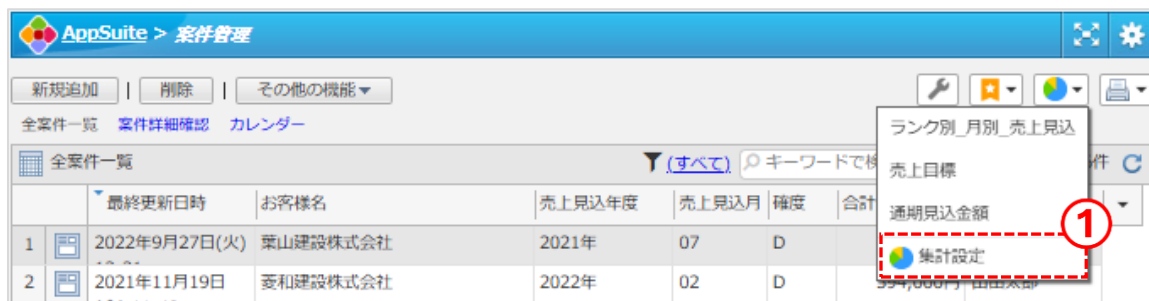 AppSuite > 案件管理
新規追加 | 削除 | その他の機能
全案件一覧 案件詳細確認 カレンダー
ランク別_月別_売上見込
売上目標
通期見込金額
集計設定
1
全案件一覧 (すべて) キーワードで検 件
最終更新日時 お客様名 売上見込年度 売上見込月 確度 合計
1 2022年9月27日(火) 葉山建設株式会社 2021年 07 D
2 2021年11月19日 菱和建設株式会社 2022年 02 D